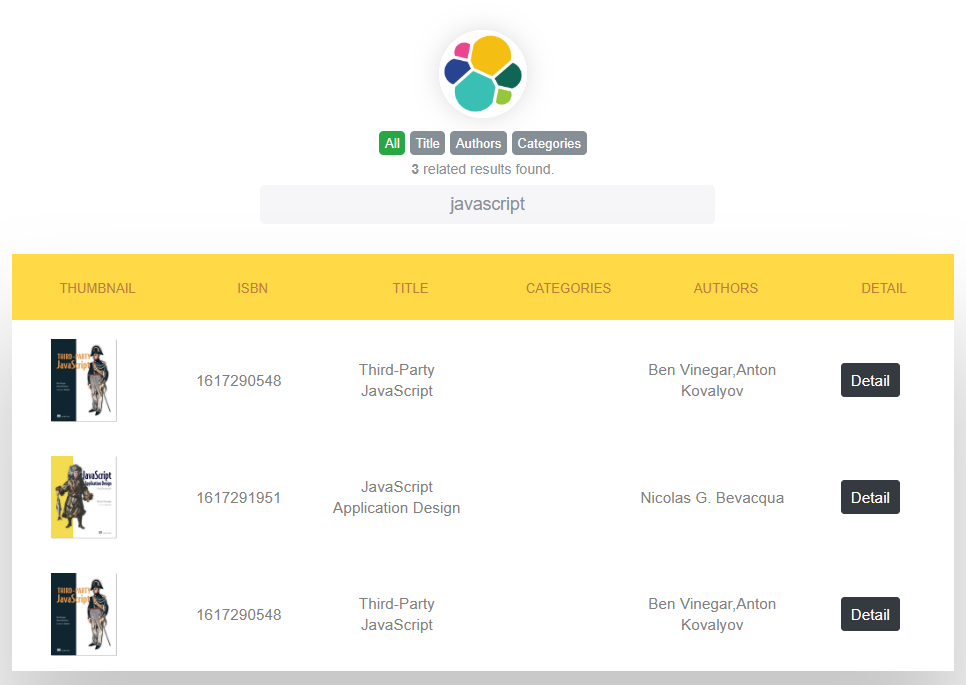 All Title Authors Categories
3 related results found.
javascript
THUMBNAIL ISBN TITLE CATEGORIES AUTHORS DETAIL
THIRD-PARTY
JavaScript
1617290548
Third-Party
JavaScript
Ben Vinegar,Anton
Kovalyov
Detail
JavaScript
Application Design
1617291951
JavaScript
Application Design
Nicolas G. Bevacqua
Detail
THIRD-PARTY
JavaScript
1617290548
Third-Party
JavaScript
Ben Vinegar,Anton
Kovalyov
Detail